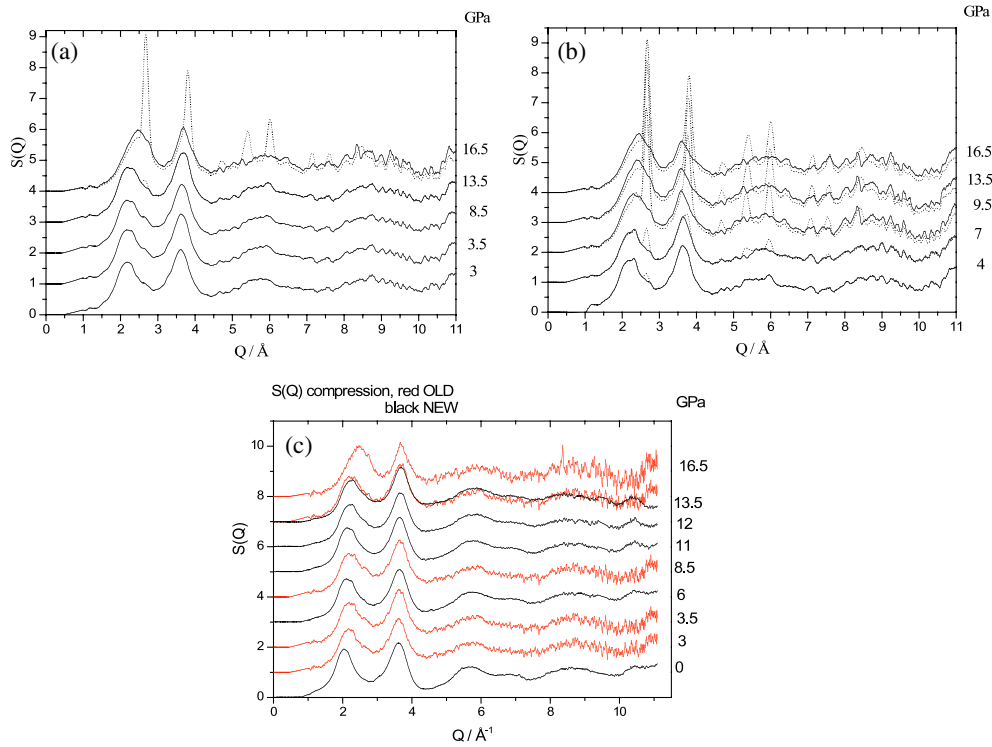 GPa
(a)
S(Q)
9
8
7
6
5
4
3
2
1
0
16.5
13.5
8.5
3.5
3
0 1 2 3 4 5 6 7 8 9 10 11
Q / Å
GPa
(b)
S(Q)
9
8
7
6
5
4
3
2
1
0
16.5
13.5
9.5
7
4
0 1 2 3 4 5 6 7 8 9 10 11
Q / Å
S(Q) compression, red OLD
black NEW
GPa
(c)
S(Q)
10
8
6
4
2
0
16.5
13.5
12
11
8.5
6
3.5
3
0
0 2 4 6 8 10
Q / Å⁻¹